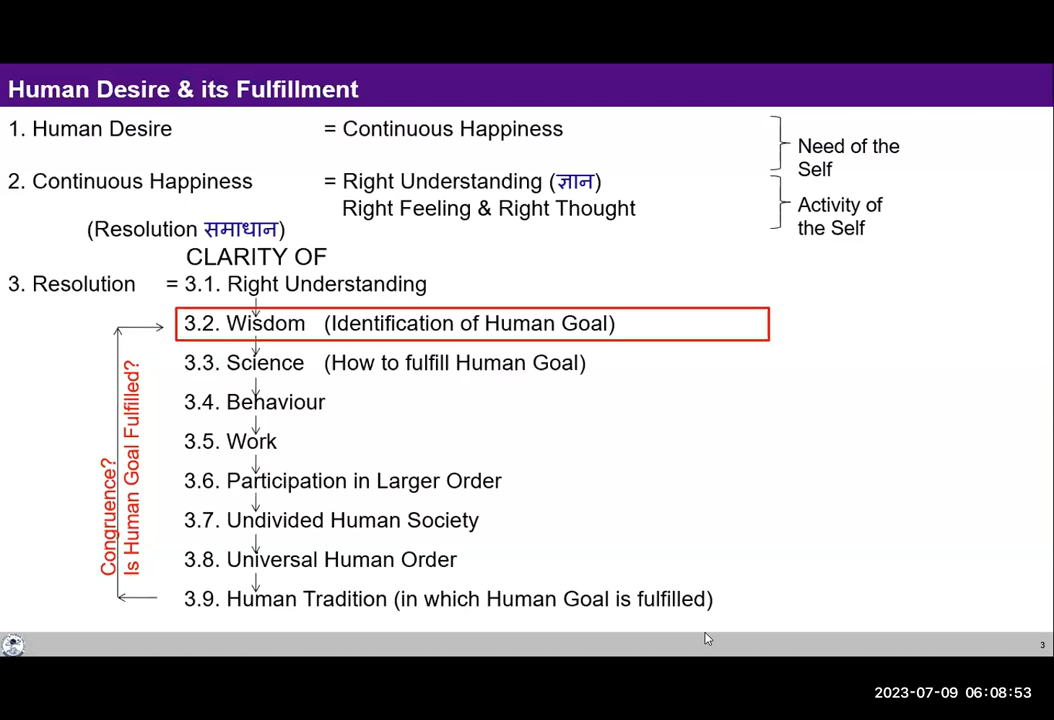 Human Desire & its Fulfillment
1. Human Desire = Continuous Happiness
Need of the
Self
2. Continuous Happiness = Right Understanding (ज्ञान)
Right Feeling & Right Thought
Activity of
the Self
(Resolution समाधान)
CLARITY OF
3. Resolution = 3.1. Right Understanding
3.2. Wisdom (Identification of Human Goal)
3.3. Science (How to fulfill Human Goal)
3.4. Behaviour
3.5. Work
3.6. Participation in Larger Order
3.7. Undivided Human Society
3.8. Universal Human Order
3.9. Human Tradition (in which Human Goal is fulfilled)
Congruence?
Is Human Goal Fulfilled?
3
2023-07-09 06:08:53